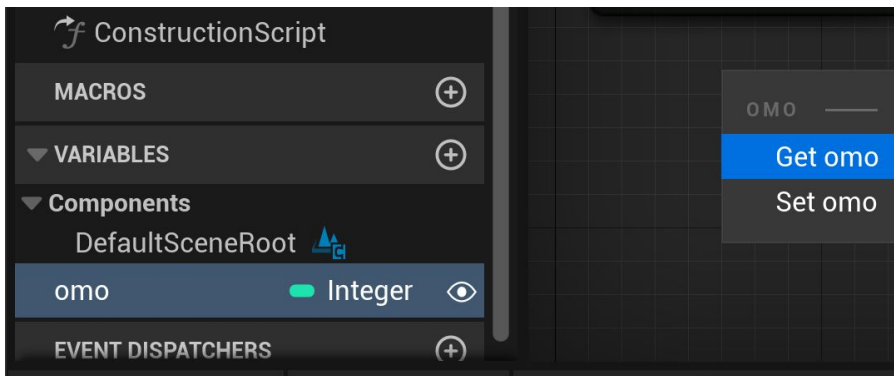 ConstructionScript
MACROS
VARIABLES
Components
DefaultSceneRoot
omo Integer
EVENT DISPATCHERS
OMO
Get omo
Set omo